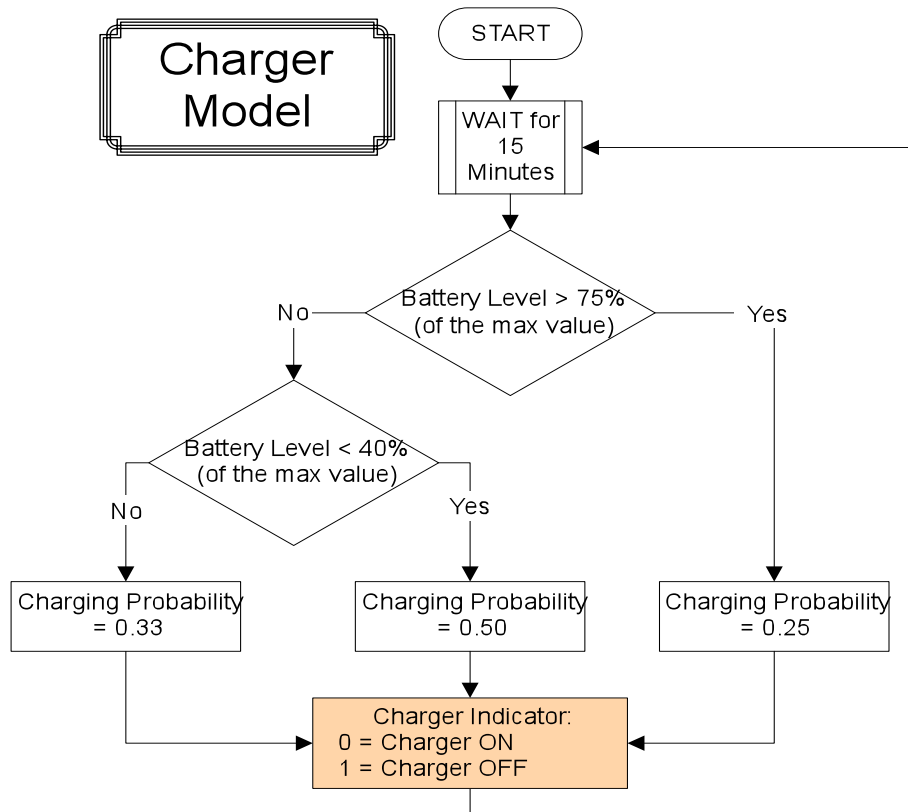 Charger
Model
START
WAIT for
15
Minutes
Battery Level > 75%
(of the max value)
No
Yes
Battery Level < 40%
(of the max value)
No
Yes
Charging Probability
= 0.33
Charging Probability
= 0.50
Charging Probability
= 0.25
Charger Indicator:
0 = Charger ON
1 = Charger OFF